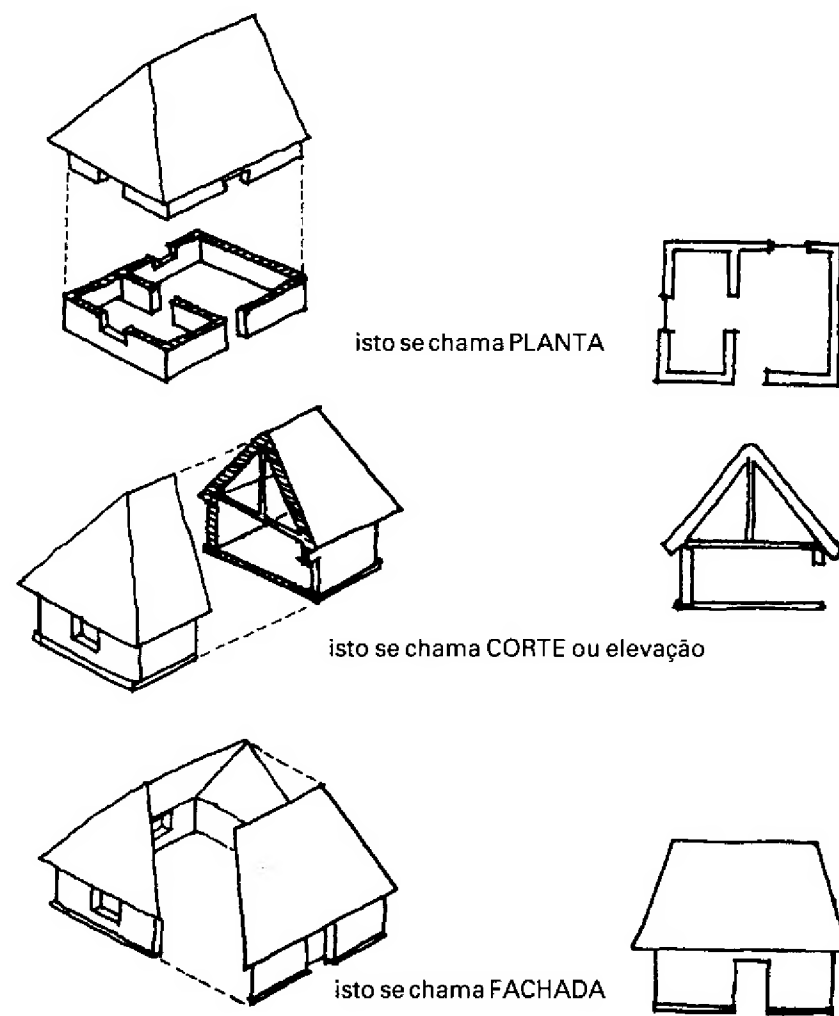 isto se chama PLANTA
isto se chama CORTE ou elevação
isto se chama FACHADA